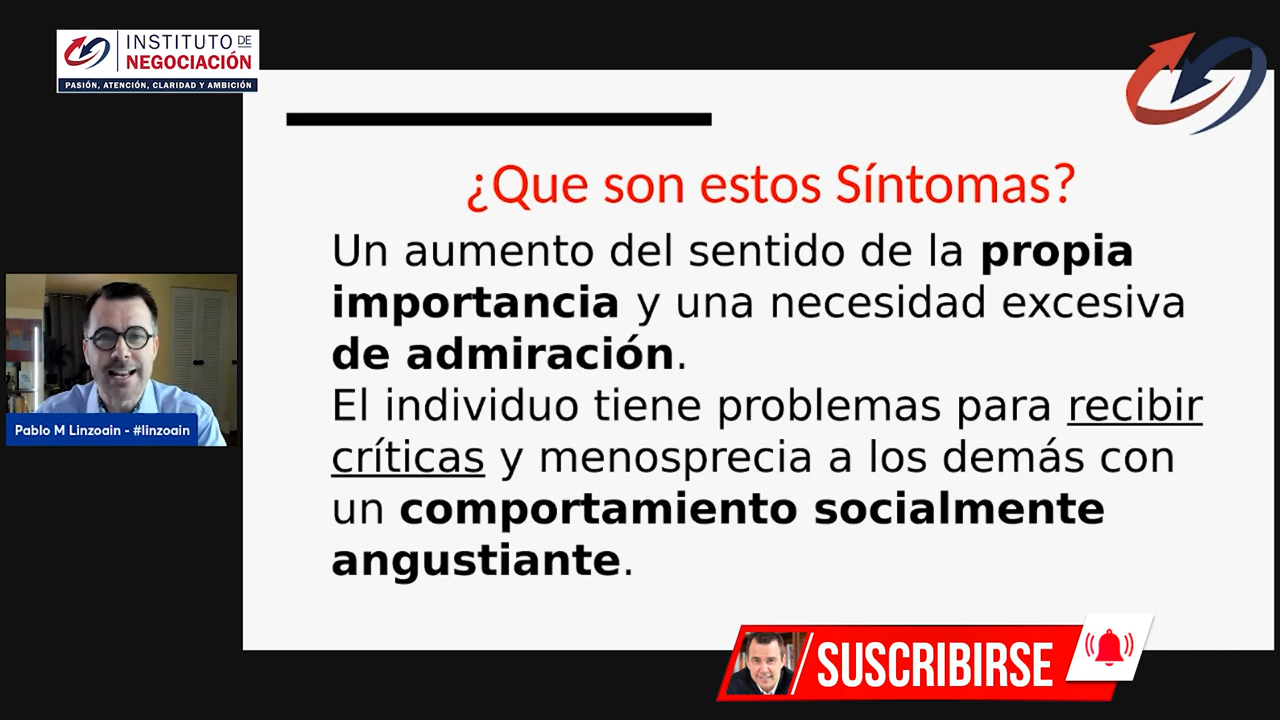 INSTITUTO DE
NEGOCIACIÓN
PASIÓN, ATENCIÓN, CLARIDAD Y AMBICIÓN
¿Que son estos Síntomas?
Un aumento del sentido de la propia
importancia y una necesidad excesiva
de admiración.
El individuo tiene problemas para recibir
críticas y menosprecia a los demás con
un comportamiento socialmente
angustiante.
Pablo M Linzoain - #linzoain
SUSCRIBIRSE